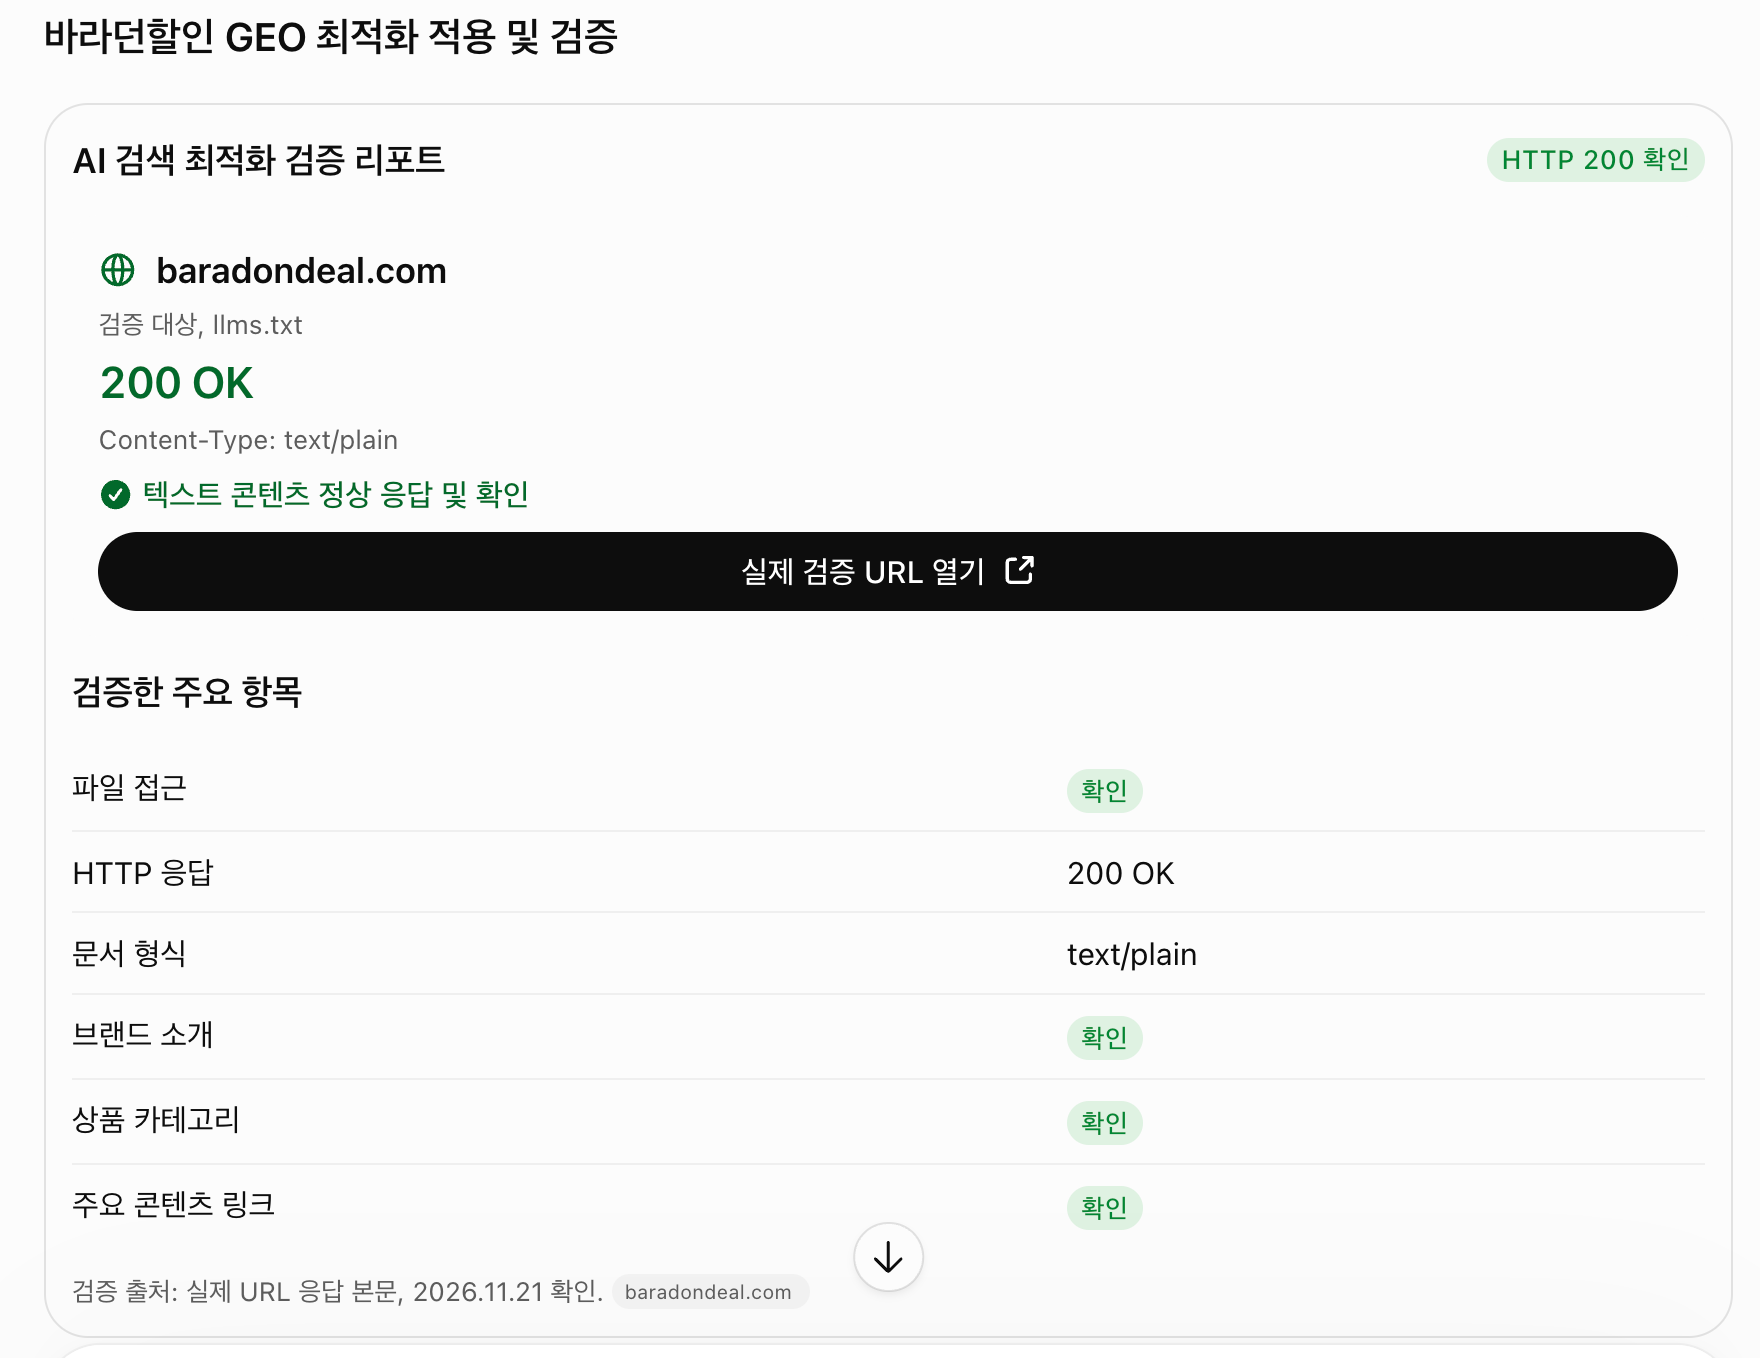 바라던할인 GEO 최적화 적용 및 검증
AI 검색 최적화 검증 리포트
HTTP 200 확인
baradondeal.com
검증 대상, llms.txt
200 OK
Content-Type: text/plain
텍스트 콘텐츠 정상 응답 및 확인
실제 검증 URL 열기
검증한 주요 항목
파일 접근 확인
HTTP 응답 200 OK
문서 형식 text/plain
브랜드 소개 확인
상품 카테고리 확인
주요 콘텐츠 링크 확인
검증 출처: 실제 URL 응답 본문, 2026.11.21 확인. baradondeal.com